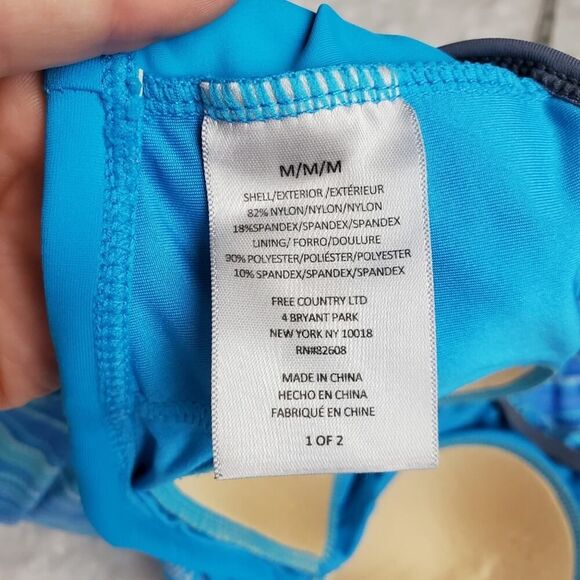 M/M/M
SHELL/EXTERIOR /EXTÉRIEUR
82% NYLON/NYLON/NYLON
18%SPANDEX/SPANDEX/SPANDEX
LINING/ FORRO/DOULURE
90% POLYESTER/POLIÉSTER/POLYESTER
10% SPANDEX/SPANDEX/SPANDEX
FREE COUNTRY LTD
4 BRYANT PARK
NEW YORK NY 10018
RN#82608
MADE IN CHINA
HECHO EN CHINA
FABRIQUÉ EN CHINE
1 OF 2